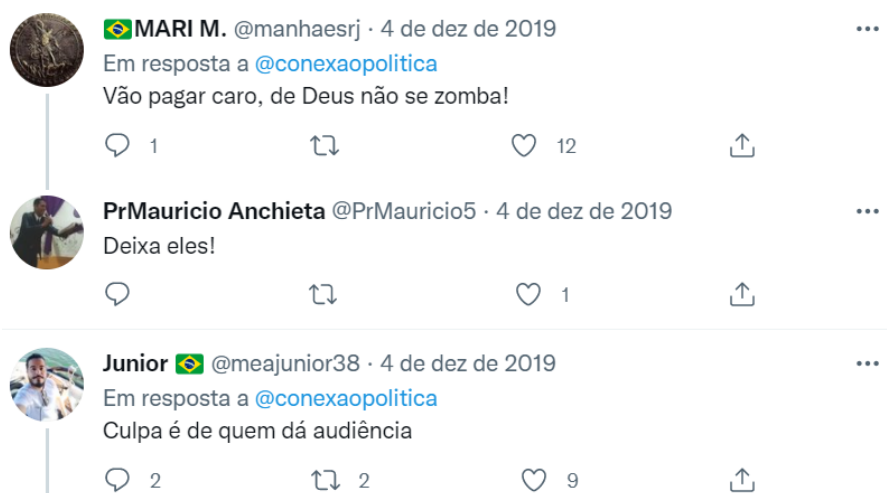 MARI M. @manhaesrj · 4 de dez de 2019
Em resposta a @conexaopolitica
Vão pagar caro, de Deus não se zomba!
1 12
PrMauricio Anchieta @PrMauricio5 · 4 de dez de 2019
Deixa eles!
1
Junior @meajunior38 · 4 de dez de 2019
Em resposta a @conexaopolitica
Culpa é de quem dá audiência
2 2 9